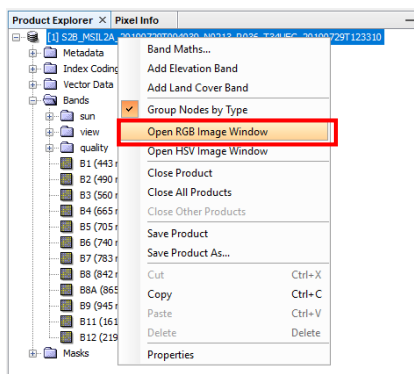 Product Explorer × Pixel Info
[1] S2B_MSIL2A_20190729T094039_N0213_R036_T34UFC_20190729T123310
Metadata
Index Coding
Vector Data
Bands
sun
view
quality
B1 (443 r
B2 (490 r
B3 (560 r
B4 (665 r
B5 (705 r
B6 (740 r
B7 (783 r
B8 (842 r
B8A (865
B9 (945 r
B11 (161
B12 (219
Masks
Band Maths...
Add Elevation Band
Add Land Cover Band
Group Nodes by Type
Open RGB Image Window
Open HSV Image Window
Close Product
Close All Products
Close Other Products
Save Product
Save Product As...
Cut Ctrl+X
Copy Ctrl+C
Paste Ctrl+V
Delete Delete
Properties